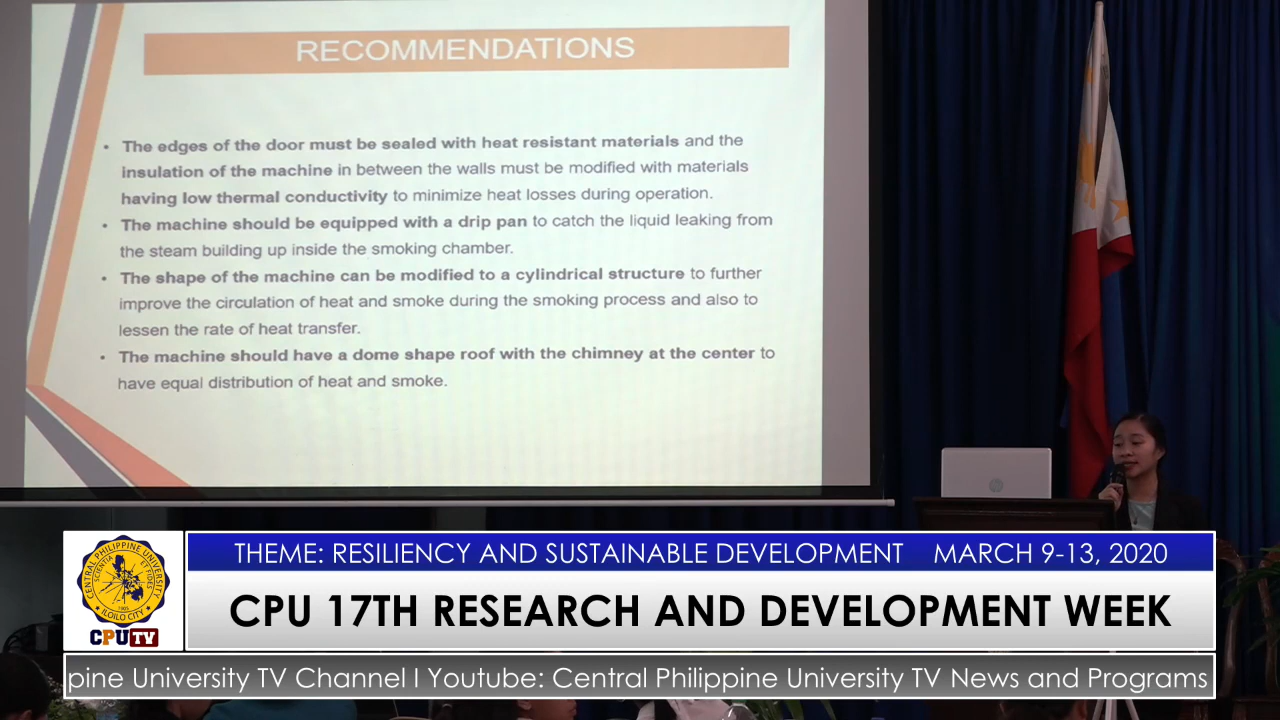 RECOMMENDATIONS
• The edges of the door must be sealed with heat resistant materials and the
insulation of the machine in between the walls must be modified with materials
having low thermal conductivity to minimize heat losses during operation.
• The machine should be equipped with a drip pan to catch the liquid leaking from
the steam building up inside the smoking chamber.
• The shape of the machine can be modified to a cylindrical structure to further
improve the circulation of heat and smoke during the smoking process and also to
lessen the rate of heat transfer.
• The machine should have a dome shape roof with the chimney at the center to
have equal distribution of heat and smoke.
hp
CENTRAL PHILIPPINE UNIVERSITY
SCIENTIA ET FIDES
1905
ILOILO CITY
CPUTV
THEME: RESILIENCY AND SUSTAINABLE DEVELOPMENT MARCH 9-13, 2020
CPU 17TH RESEARCH AND DEVELOPMENT WEEK
pine University TV Channel l Youtube: Central Philippine University TV News and Programs